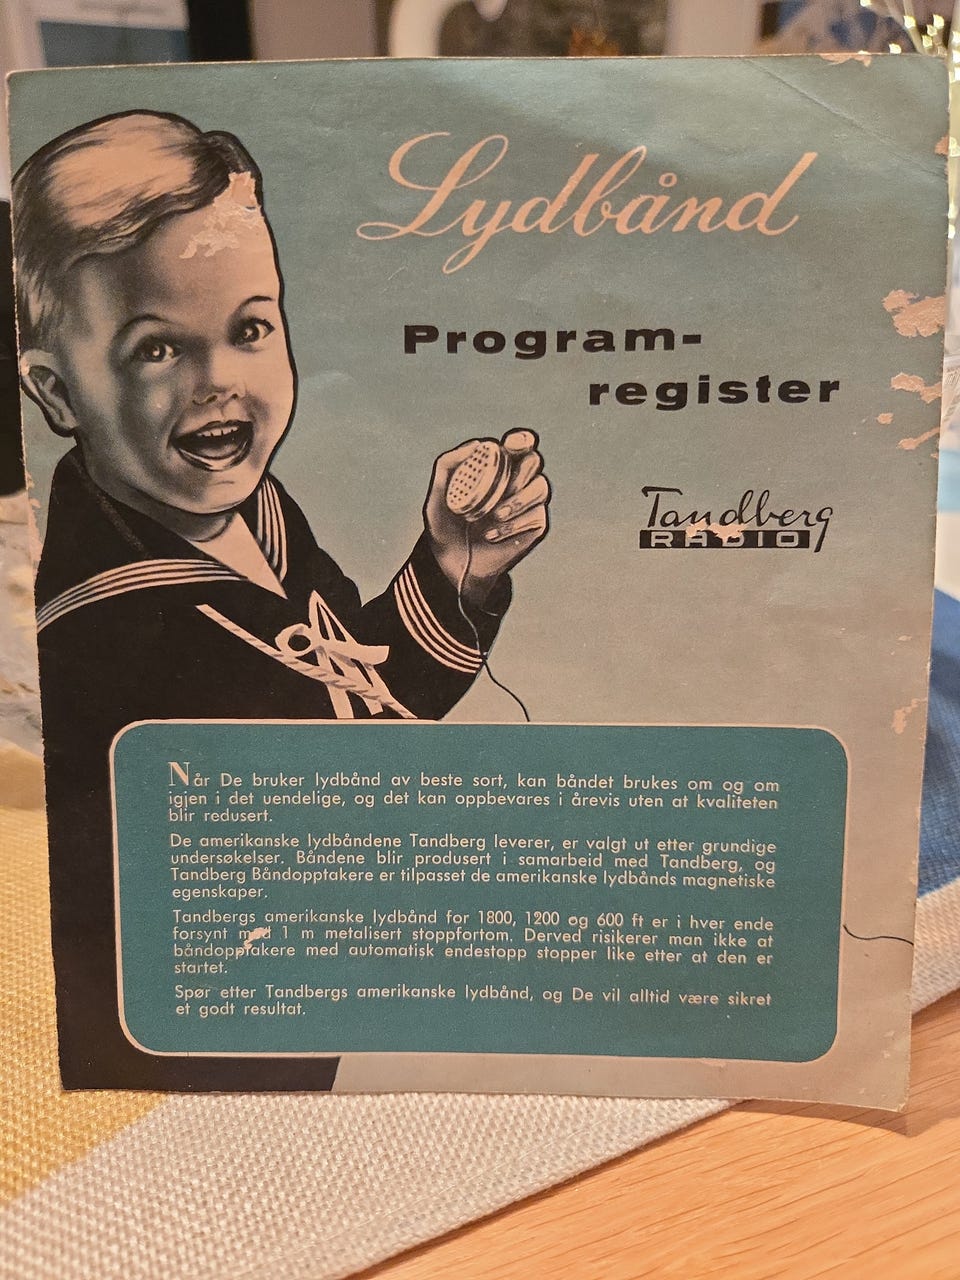 Lydbånd
Program-
register
Tandberg
RADIO
Når De bruker lydbånd av beste sort, kan båndet brukes om og om
igjen i det uendelige, og det kan oppbevares i årevis uten at kvaliteten
blir redusert.
De amerikanske lydbåndene Tandberg leverer, er valgt ut etter grundige
undersøkelser. Båndene blir produsert i samarbeid med Tandberg, og
Tandberg Båndopptakere er tilpasset de amerikanske lydbånds magnetiske
egenskaper.
Tandbergs amerikanske lydbånd for 1800, 1200 og 600 ft er i hver ende
forsynt med 1 m metalisert stoppfortom. Derved risikerer man ikke at
båndopptakere med automatisk endestopp stopper like etter at den er
startet.
Spør etter Tandbergs amerikanske lydbånd, og De vil alltid være sikret
et godt resultat.